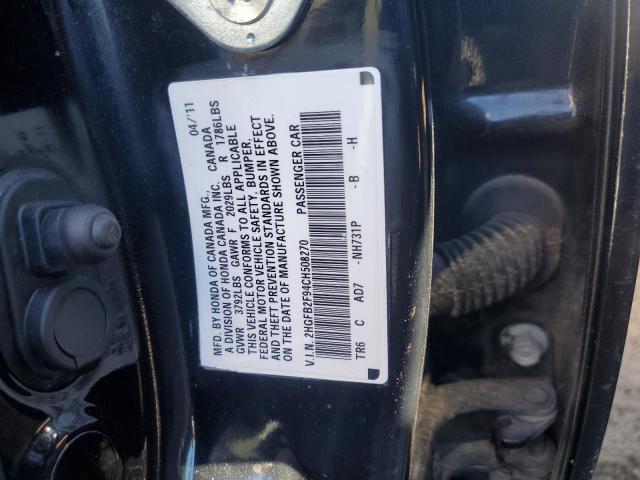 MFD. BY HONDA OF CANADA MFG., 04/11
A DIVISION OF HONDA CANADA INC. CANADA
GVWR 3792LBS GAWR F 2029LBS R 1786LBS
THIS VEHICLE CONFORMS TO ALL APPLICABLE
FEDERAL MOTOR VEHICLE SAFETY, BUMPER,
AND THEFT PREVENTION STANDARDS IN EFFECT
ON THE DATE OF MANUFACTURE SHOWN ABOVE.
V.I.N. 2HGFB2F94CH508270 PASSENGER CAR
TR6 C AD7 -NH731P -B -H